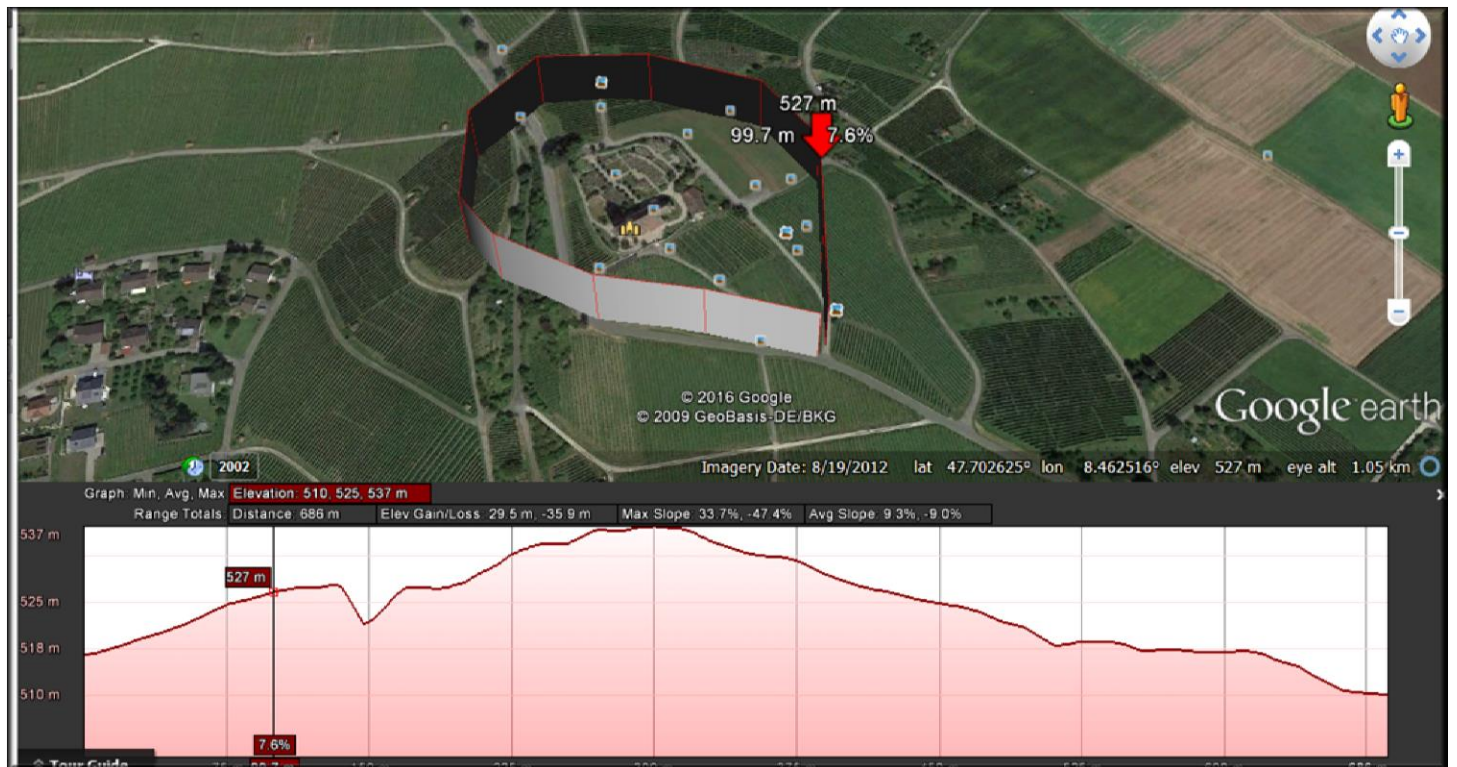 527 m
99.7 m 7.6%
© 2016 Google
© 2009 GeoBasis-DE/BKG
Google earth
2002
Imagery Date: 8/19/2012 lat 47.702625° lon 8.462516° elev 527 m eye alt 1.05 km
Graph: Min, Avg, Max Elevation: 510, 525, 537 m
Range Totals: Distance: 686 m Elev Gain/Loss: 29.5 m, -35.9 m Max Slope: 33.7%, -47.4% Avg Slope: 9.3%, -9.0%
537 m
527 m
525 m
518 m
510 m
7.6%
Tour Guide